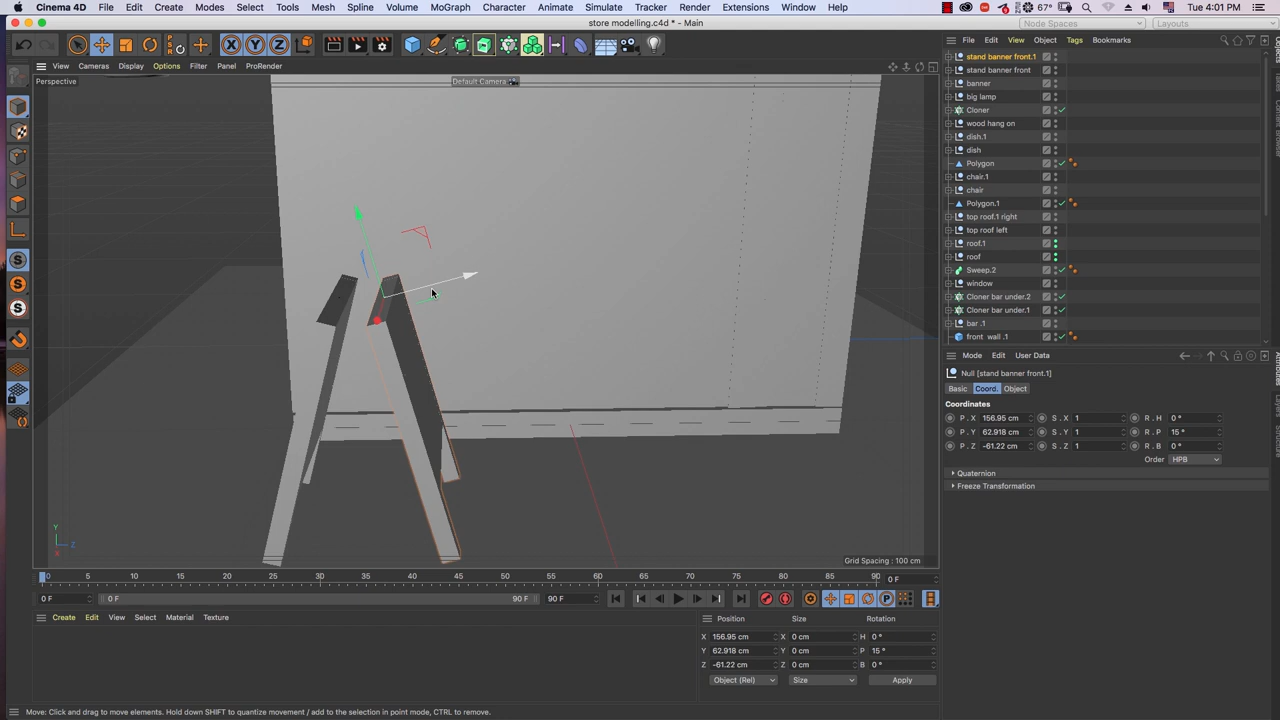 Cinema 4D File Edit Create Modes Select Tools Mesh Spline Volume MoGraph Character Animate Simulate Tracker Render Extensions Window Help
67° Tue 4:01 PM
store modelling.c4d * - Main
Node Spaces Layouts
View Cameras Display Options Filter Panel ProRender
Perspective
Default Camera
File Edit View Object Tags Bookmarks
stand banner front.1
stand banner front
banner
big lamp
Cloner
wood hang on
dish.1
dish
Polygon
chair.1
chair
Polygon.1
top roof.1 right
top roof left
roof.1
roof
Sweep.2
window
Cloner bar under.2
Cloner bar under.1
bar .1
front wall .1
Mode Edit User Data
Null [stand banner front.1]
Basic Coord. Object
Coordinates
P . X 156.95 cm S . X 1 R . H 0 °
P . Y 62.918 cm S . Y 1 R . P 15 °
P . Z -61.22 cm S . Z 1 R . B 0 °
Order HPB
Quaternion
Freeze Transformation
Y
Z
X
Grid Spacing : 100 cm
0 5 10 15 20 25 30 35 40 45 50 55 60 65 70 75 80 85 90 0 F
0 F 0 F 90 F 90 F
Create Edit View Select Material Texture
Position Size Rotation
X 156.95 cm X 0 cm H 0 °
Y 62.918 cm Y 0 cm P 15 °
Z -61.22 cm Z 0 cm B 0 °
Object (Rel) Size Apply
Move: Click and drag to move elements. Hold down SHIFT to quantize movement / add to the selection in point mode, CTRL to remove.